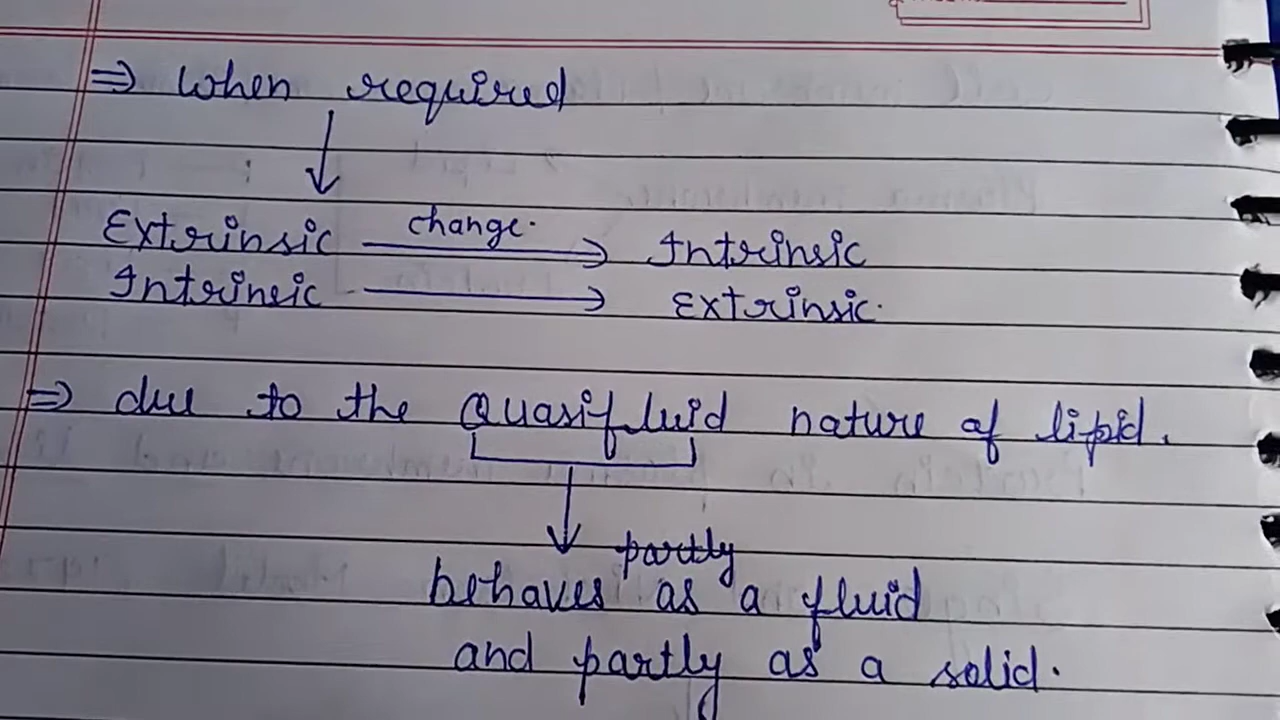 ⇒ When required
↓
Extrinsic change. ⇒ Intrinsic
Intrinsic → Extrinsic.
⇒ due to the Quasifluid nature of lipid.
↓
partly
behaves as a fluid
and partly as a solid.